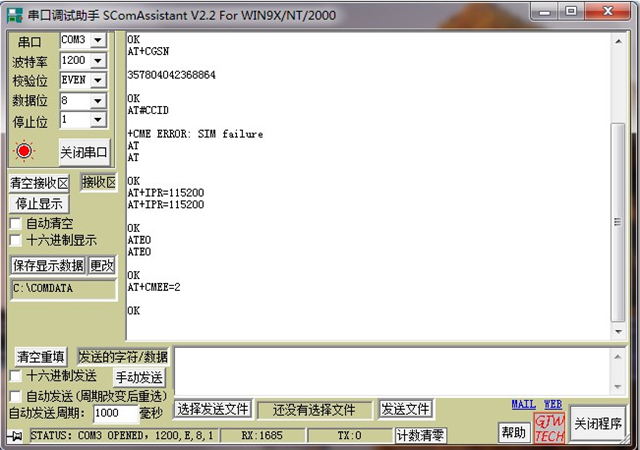 串口调试助手 SComAssistant V2.2 For WIN9X/NT/2000
串口 COM3
波特率 1200
校验位 EVEN
数据位 8
停止位 1
关闭串口
清空接收区 接收区
停止显示
自动清空
十六进制显示
保存显示数据 更改
C:\COMDATA
OK
AT+CGSN
357804042368864
OK
AT#CCID
+CME ERROR: SIM failure
AT
AT
OK
AT+IPR=115200
AT+IPR=115200
OK
ATE0
ATE0
OK
AT+CMEE=2
OK
清空重填 发送的字符/数据
十六进制发送 手动发送
自动发送(周期改变后重选)
自动发送周期: 1000 毫秒 选择发送文件 还没有选择文件 发送文件
MAIL WEB
GJW TECH
关闭程序
STATUS: COM3 OPENED, 1200,E,8,1 RX:1685 TX:0 计数清零 帮助